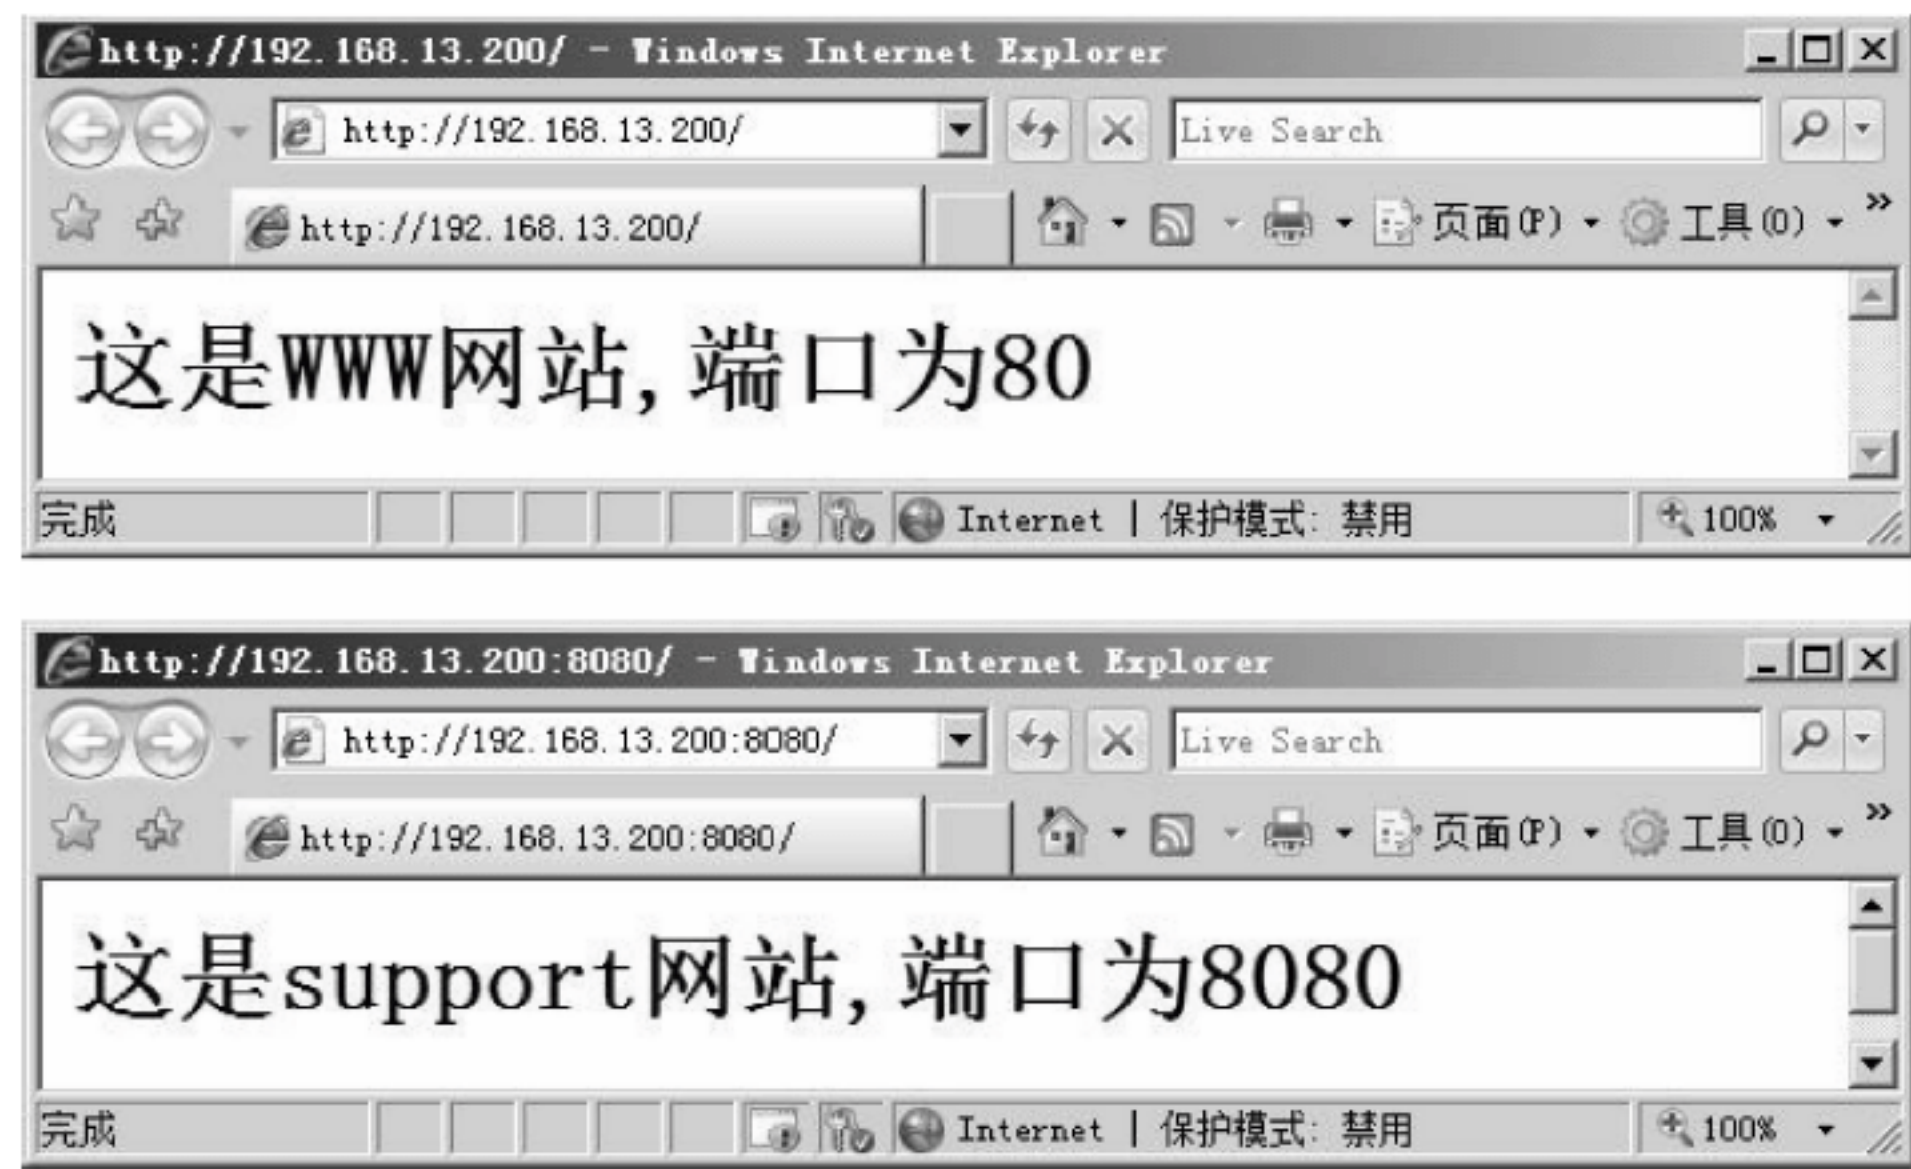 http://192.168.13.200/ - Windows Internet Explorer
http://192.168.13.200/
Live Search
http://192.168.13.200/
页面(P)
工具(O)
»
这是WWW网站,端口为80
完成
Internet | 保护模式: 禁用
100%
http://192.168.13.200:8080/ - Windows Internet Explorer
http://192.168.13.200:8080/
Live Search
http://192.168.13.200:8080/
页面(P)
工具(O)
»
这是support网站,端口为8080
完成
Internet | 保护模式: 禁用
100%